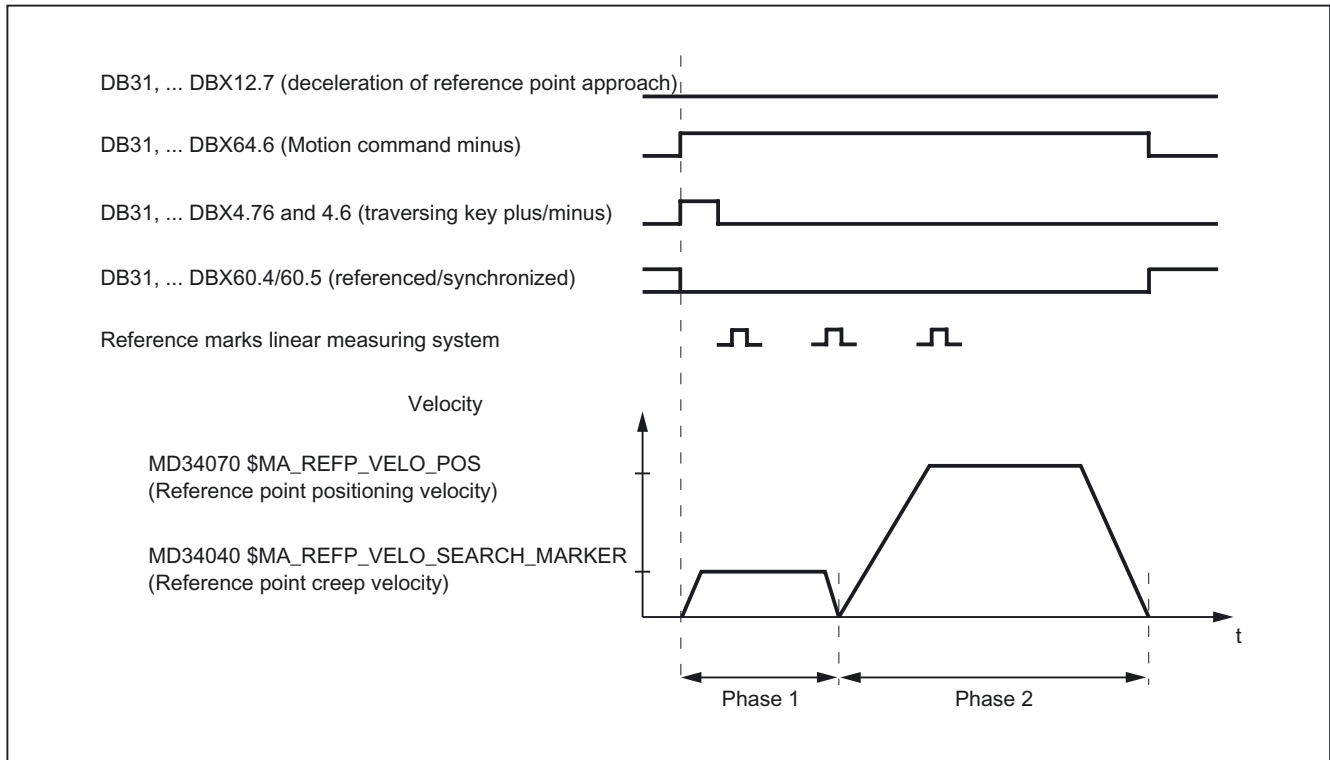 DB31, ... DBX12.7 (deceleration of reference point approach)
DB31, ... DBX64.6 (Motion command minus)
DB31, ... DBX4.76 and 4.6 (traversing key plus/minus)
DB31, ... DBX60.4/60.5 (referenced/synchronized)
Reference marks linear measuring system
Velocity
MD34070 $MA_REFP_VELO_POS
(Reference point positioning velocity)
MD34040 $MA_REFP_VELO_SEARCH_MARKER
(Reference point creep velocity)
t
Phase 1
Phase 2